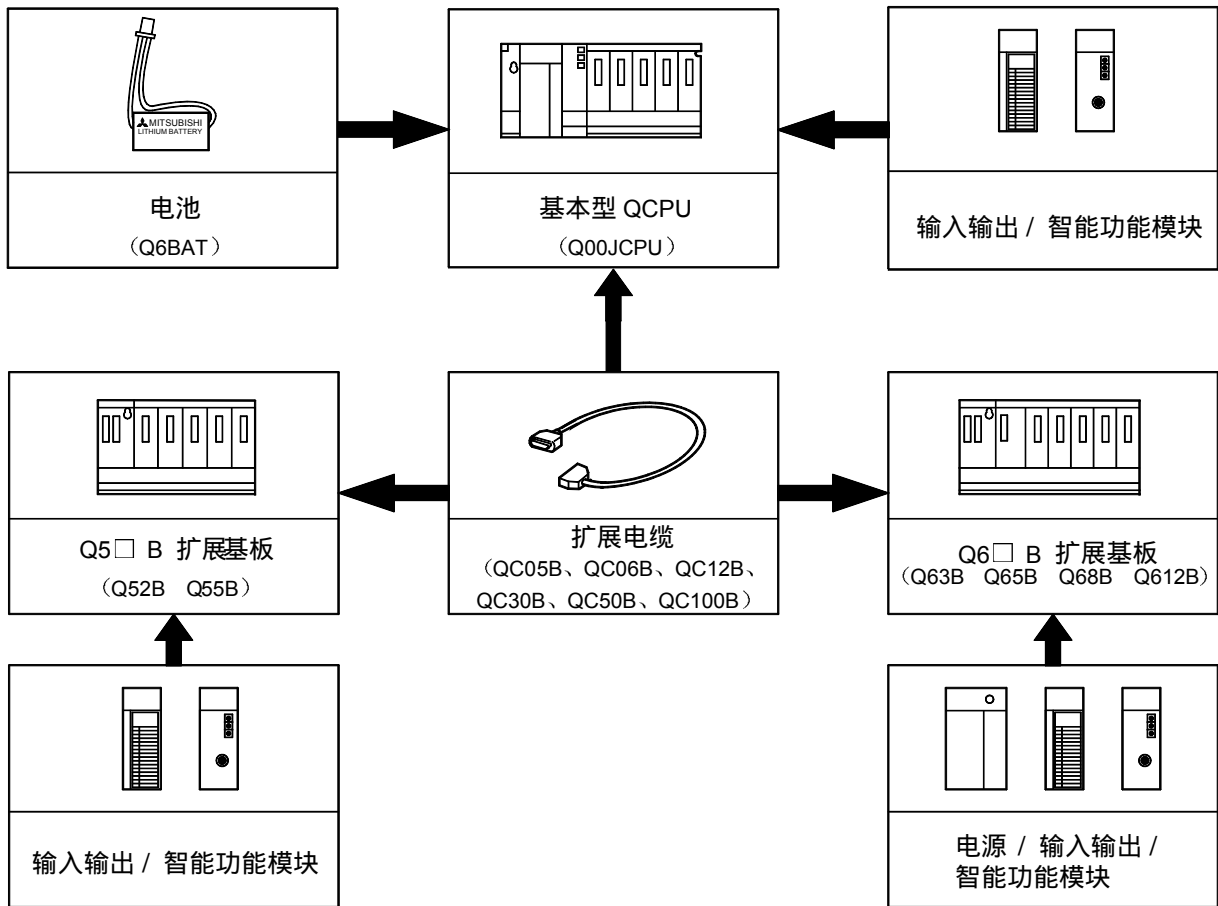 MITSUBISHI
LITHIUM BATTERY
电池
（Q6BAT）
基本型 QCPU
（Q00JCPU）
输入输出 / 智能功能模块
Q5□ B 扩展基板
（Q52B Q55B）
扩展电缆
（QC05B、QC06B、QC12B、
QC30B、QC50B、QC100B）
Q6□ B 扩展基板
（Q63B Q65B Q68B Q612B）
输入输出 / 智能功能模块
电源 / 输入输出 /
智能功能模块